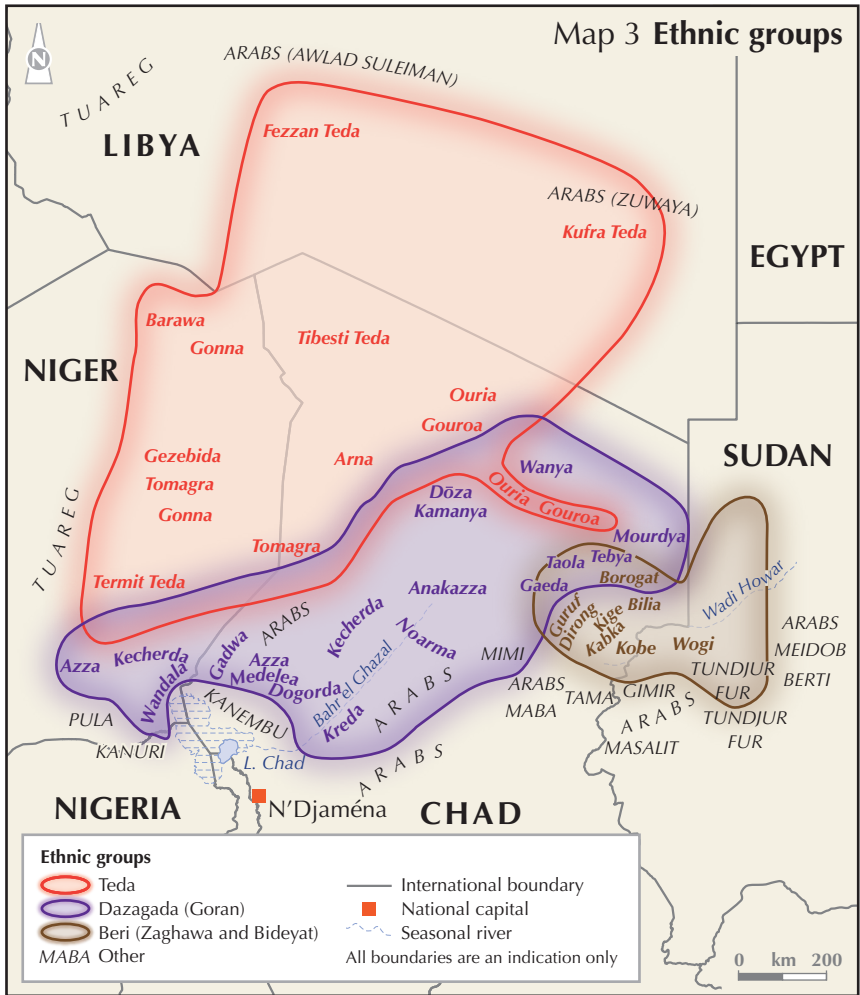 Map 3 Ethnic groups
N
ARABS (AWLAD SULEIMAN)
TUAREG
LIBYA
Fezzan Teda
ARABS (ZUWAYA)
Kufra Teda
EGYPT
Barawa
Gonna
Tibesti Teda
NIGER
Ouria
Gouroa
Gezebida
Tomagra
Gonna
Arna
SUDAN
Wanya
Ouria Gouroa
Dōza
Kamanya
TUAREG
Tomagra
Mourdya
Tebya
Taola
Borogat
Termit Teda
Anakazza
Gaeda
Guruf
Dirong
Kige
Bilia
Kabka
Kobe
Wogi
Wadi Howar
ARABS
Kecherda
Noarma
Gadwa
Azza
Kecherda
Wandala
Azza
Medelea
Dogorda
Bahr el Ghazal
Kreda
ARABS
MIMI
ARABS
MABA
TAMA
GIMIR
TUNDJUR
FUR
ARABS
MEIDOB
BERTI
PULA
KANURI
KANEMBU
L. Chad
ARABS
ARABS
MASALIT
TUNDJUR
FUR
NIGERIA
N'Djaména
CHAD
Ethnic groups
Teda
Dazagada (Goran)
Beri (Zaghawa and Bideyat)
MABA Other
International boundary
National capital
Seasonal river
All boundaries are an indication only
0 km 200